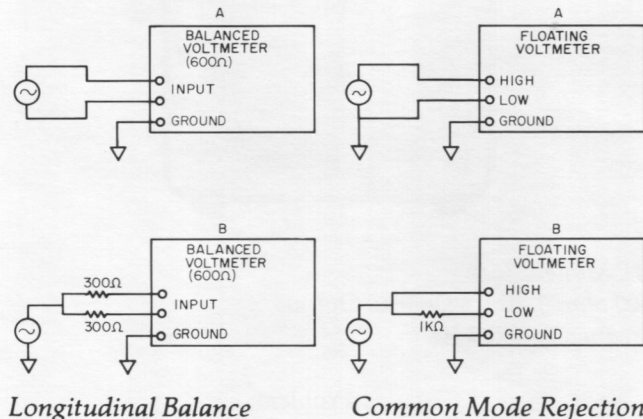 A
BALANCED
VOLTMETER
(600Ω)
INPUT
GROUND
A
FLOATING
VOLTMETER
HIGH
LOW
GROUND
B
BALANCED
VOLTMETER
(600Ω)
300Ω
INPUT
300Ω
GROUND
B
FLOATING
VOLTMETER
HIGH
LOW
1KΩ
GROUND
Longitudinal Balance
Common Mode Rejection